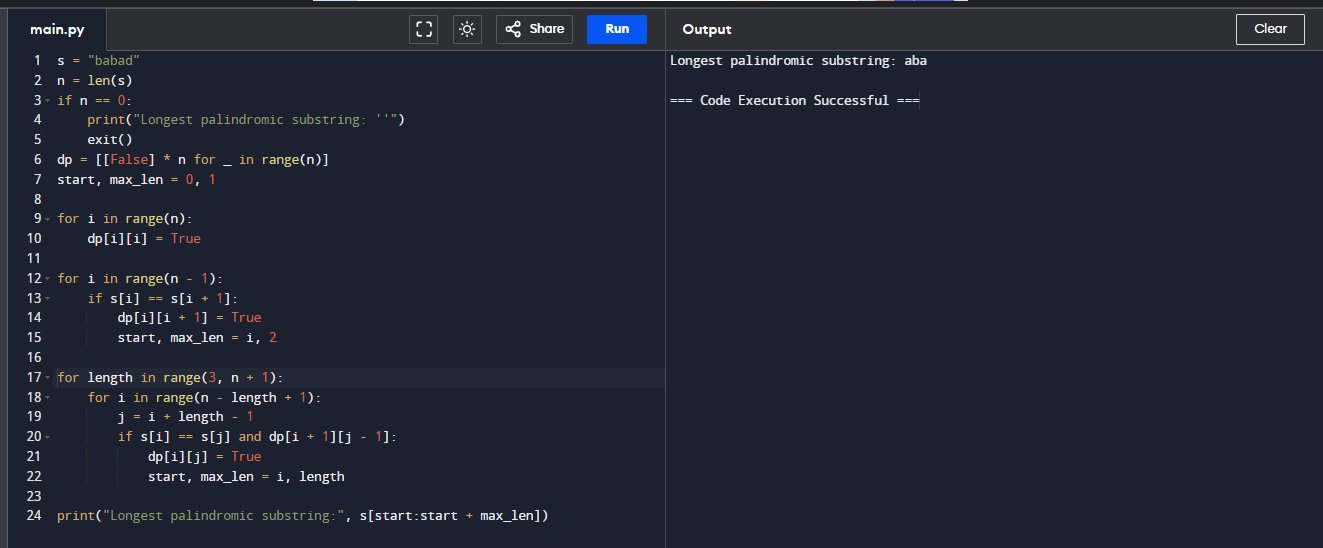 main.py
Share
Run
Output
Clear
1 s = "babad"
2 n = len(s)
3 if n == 0:
4     print("Longest palindromic substring: ''")
5     exit()
6 dp = [[False] * n for _ in range(n)]
7 start, max_len = 0, 1
8
9 for i in range(n):
10     dp[i][i] = True
11
12 for i in range(n - 1):
13     if s[i] == s[i + 1]:
14         dp[i][i + 1] = True
15         start, max_len = i, 2
16
17 for length in range(3, n + 1):
18     for i in range(n - length + 1):
19         j = i + length - 1
20         if s[i] == s[j] and dp[i + 1][j - 1]:
21             dp[i][j] = True
22             start, max_len = i, length
23
24 print("Longest palindromic substring:", s[start:start + max_len])
Longest palindromic substring: aba
=== Code Execution Successful ===